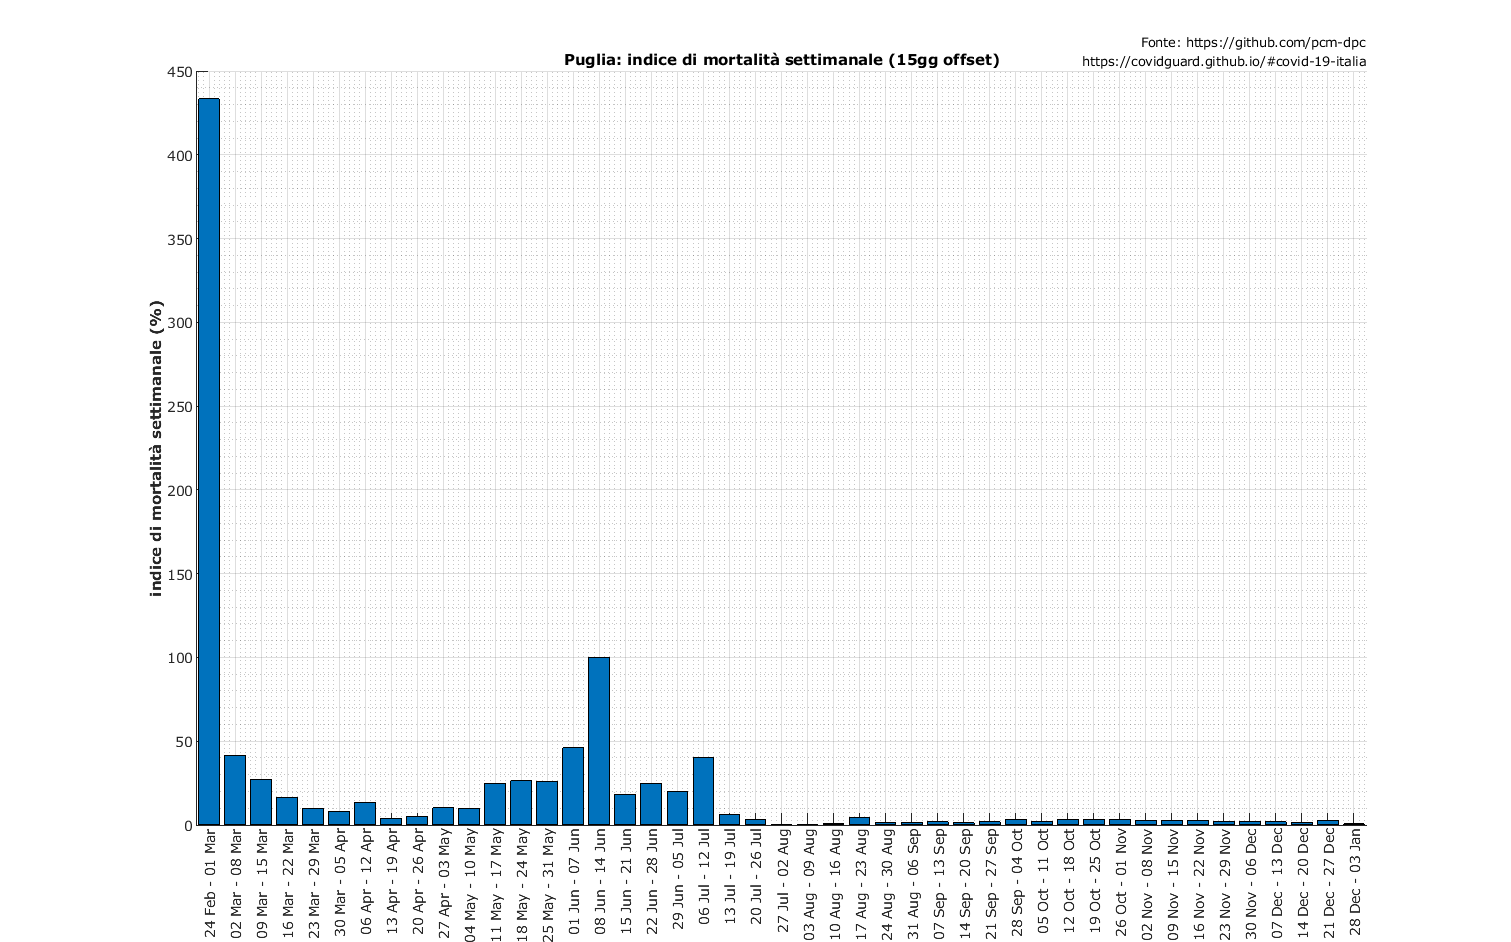 Fonte: https://github.com/pcm-dpc
Puglia: indice di mortalità settimanale (15gg offset)
https://covidguard.github.io/#covid-19-italia
indice di mortalità settimanale (%)
450
400
350
300
250
200
150
100
50
0
24 Feb - 01 Mar
02 Mar - 08 Mar
09 Mar - 15 Mar
16 Mar - 22 Mar
23 Mar - 29 Mar
30 Mar - 05 Apr
06 Apr - 12 Apr
13 Apr - 19 Apr
20 Apr - 26 Apr
27 Apr - 03 May
04 May - 10 May
11 May - 17 May
18 May - 24 May
25 May - 31 May
01 Jun - 07 Jun
08 Jun - 14 Jun
15 Jun - 21 Jun
22 Jun - 28 Jun
29 Jun - 05 Jul
06 Jul - 12 Jul
13 Jul - 19 Jul
20 Jul - 26 Jul
27 Jul - 02 Aug
03 Aug - 09 Aug
10 Aug - 16 Aug
17 Aug - 23 Aug
24 Aug - 30 Aug
31 Aug - 06 Sep
07 Sep - 13 Sep
14 Sep - 20 Sep
21 Sep - 27 Sep
28 Sep - 04 Oct
05 Oct - 11 Oct
12 Oct - 18 Oct
19 Oct - 25 Oct
26 Oct - 01 Nov
02 Nov - 08 Nov
09 Nov - 15 Nov
16 Nov - 22 Nov
23 Nov - 29 Nov
30 Nov - 06 Dec
07 Dec - 13 Dec
14 Dec - 20 Dec
21 Dec - 27 Dec
28 Dec - 03 Jan